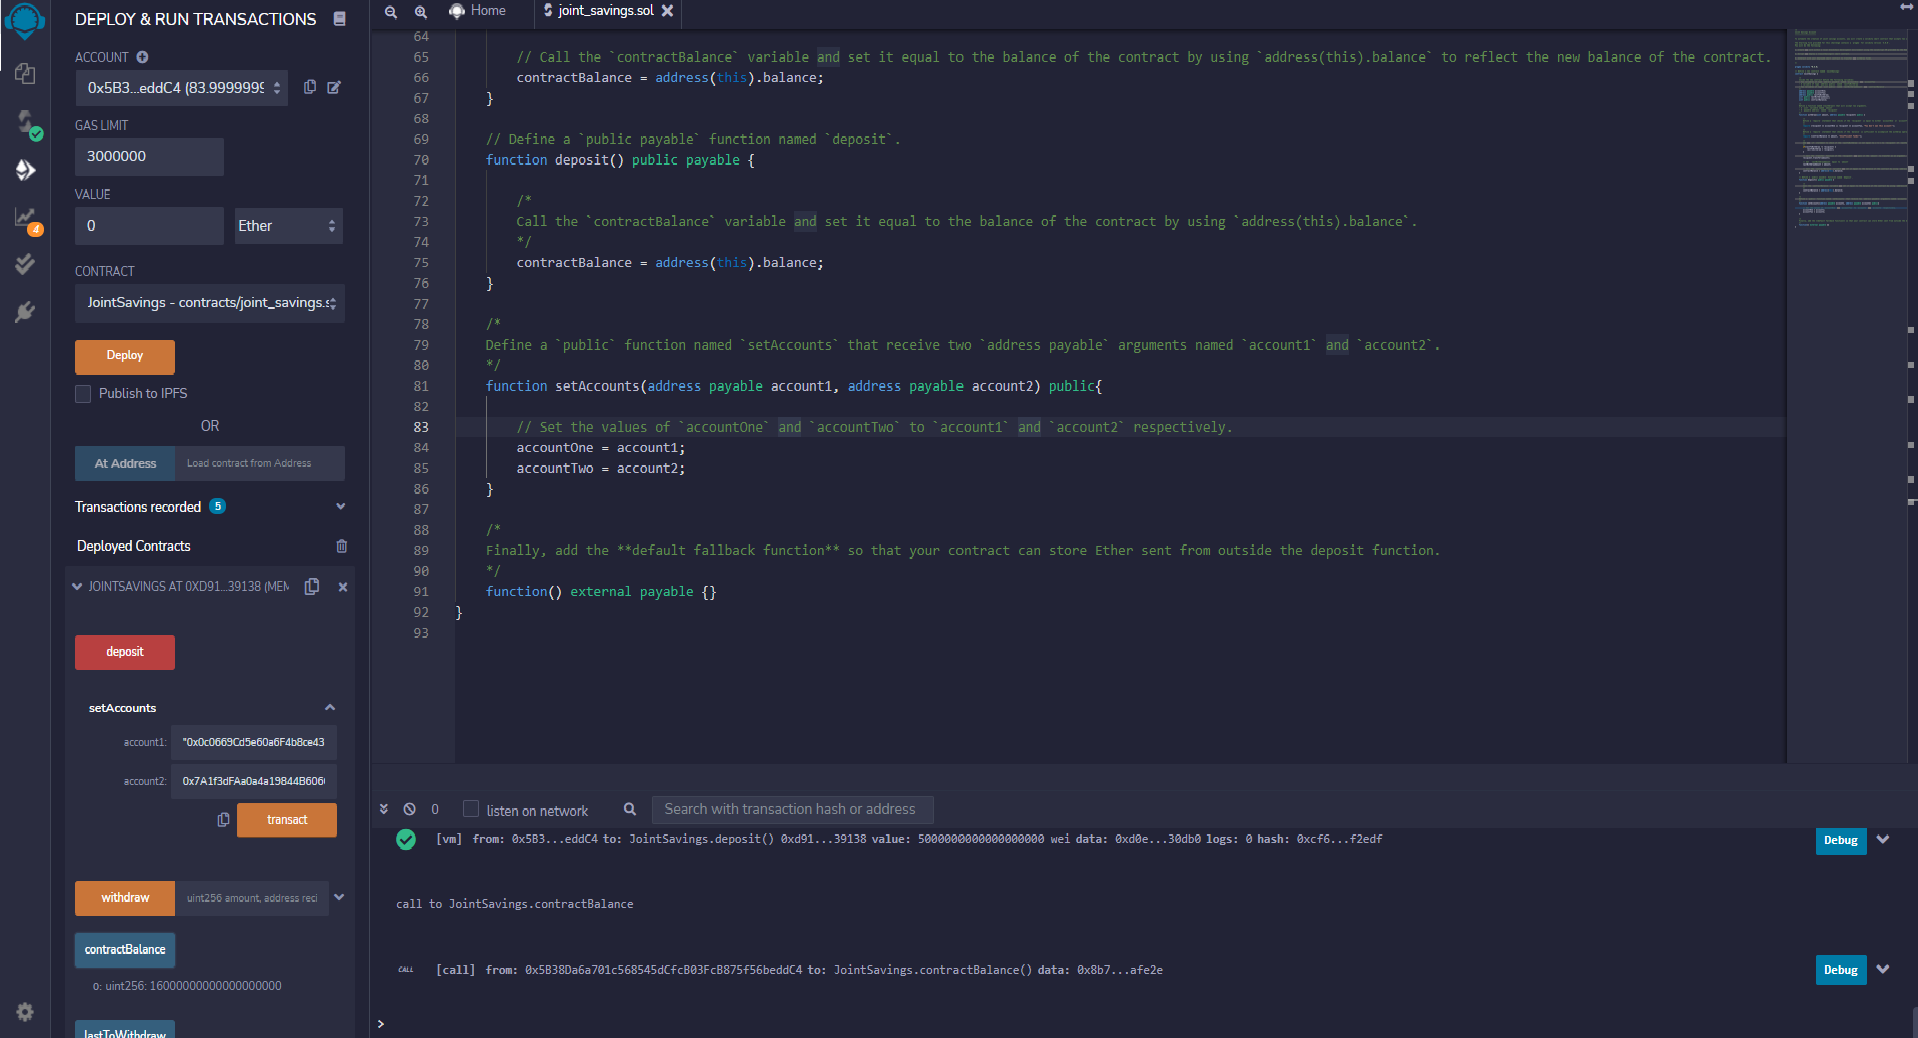 DEPLOY & RUN TRANSACTIONS
ACCOUNT
0x5B3...eddC4 (83.9999999
GAS LIMIT
3000000
VALUE
0
Ether
CONTRACT
JointSavings - contracts/joint_savings.s
Deploy
Publish to IPFS
OR
At Address
Load contract from Address
Transactions recorded 5
Deployed Contracts
JOINTSAVINGS AT 0XD91...39138 (MEM
deposit
setAccounts
account1: "0x0c0669Cd5e60a6F4b8ce43
account2: 0x7A1f3dFAa0a4a19844B606
transact
withdraw
uint256 amount, address reci
contractBalance
0: uint256: 16000000000000000000
lastToWithdraw
4
Home
joint_savings.sol
64
65 // Call the `contractBalance` variable and set it equal to the balance of the contract by using `address(this).balance` to reflect the new balance of the contract.
66 contractBalance = address(this).balance;
67 }
68
69 // Define a `public payable` function named `deposit`.
70 function deposit() public payable {
71
72 /*
73 Call the `contractBalance` variable and set it equal to the balance of the contract by using `address(this).balance`.
74 */
75 contractBalance = address(this).balance;
76 }
77
78 /*
79 Define a `public` function named `setAccounts` that receive two `address payable` arguments named `account1` and `account2`.
80 */
81 function setAccounts(address payable account1, address payable account2) public{
82
83 // Set the values of `accountOne` and `accountTwo` to `account1` and `account2` respectively.
84 accountOne = account1;
85 accountTwo = account2;
86 }
87
88 /*
89 Finally, add the **default fallback function** so that your contract can store Ether sent from outside the deposit function.
90 */
91 function() external payable {}
92 }
93
0
listen on network
Search with transaction hash or address
[vm] from: 0x5B3...eddC4 to: JointSavings.deposit() 0xd91...39138 value: 5000000000000000000 wei data: 0xd0e...30db0 logs: 0 hash: 0xcf6...f2edf
Debug
call to JointSavings.contractBalance
CALL [call] from: 0x5B38Da6a701c568545dCfcB03FcB875f56beddC4 to: JointSavings.contractBalance() data: 0x8b7...afe2e
Debug
>